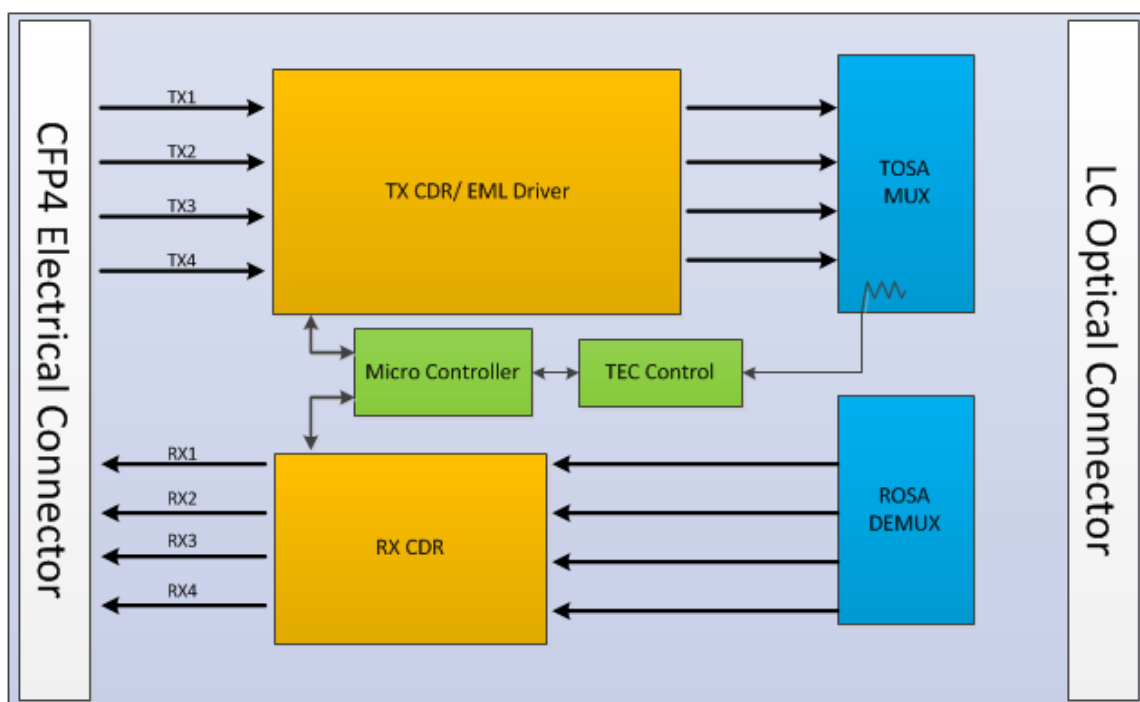 CFP4 Electrical Connector
TX1
TX2
TX3
TX4
TX CDR/ EML Driver
TOSA
MUX
LC Optical Connector
Micro Controller
TEC Control
RX1
RX2
RX3
RX4
RX CDR
ROSA
DEMUX